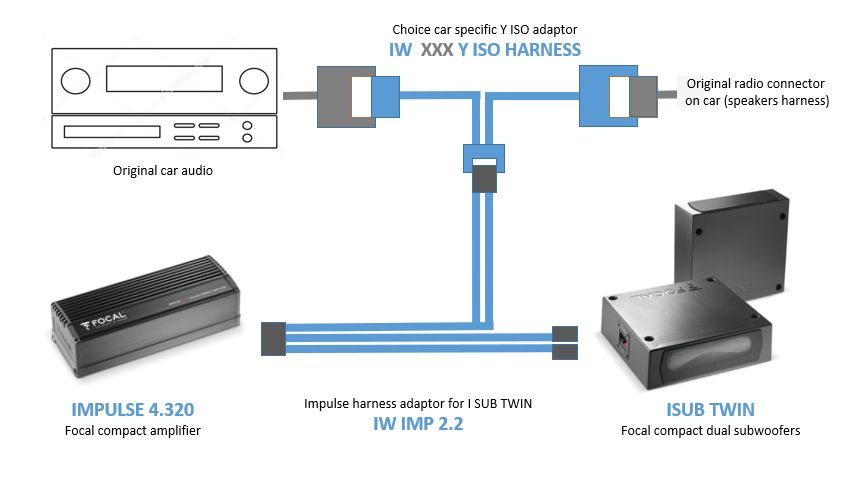 Choice car specific Y ISO adaptor
IW XXX Y ISO HARNESS
Original radio connector
on car (speakers harness)
Original car audio
FOCAL
FOCAL
IMPULSE 4.320
Focal compact amplifier
Impulse harness adaptor for I SUB TWIN
IW IMP 2.2
ISUB TWIN
Focal compact dual subwoofers